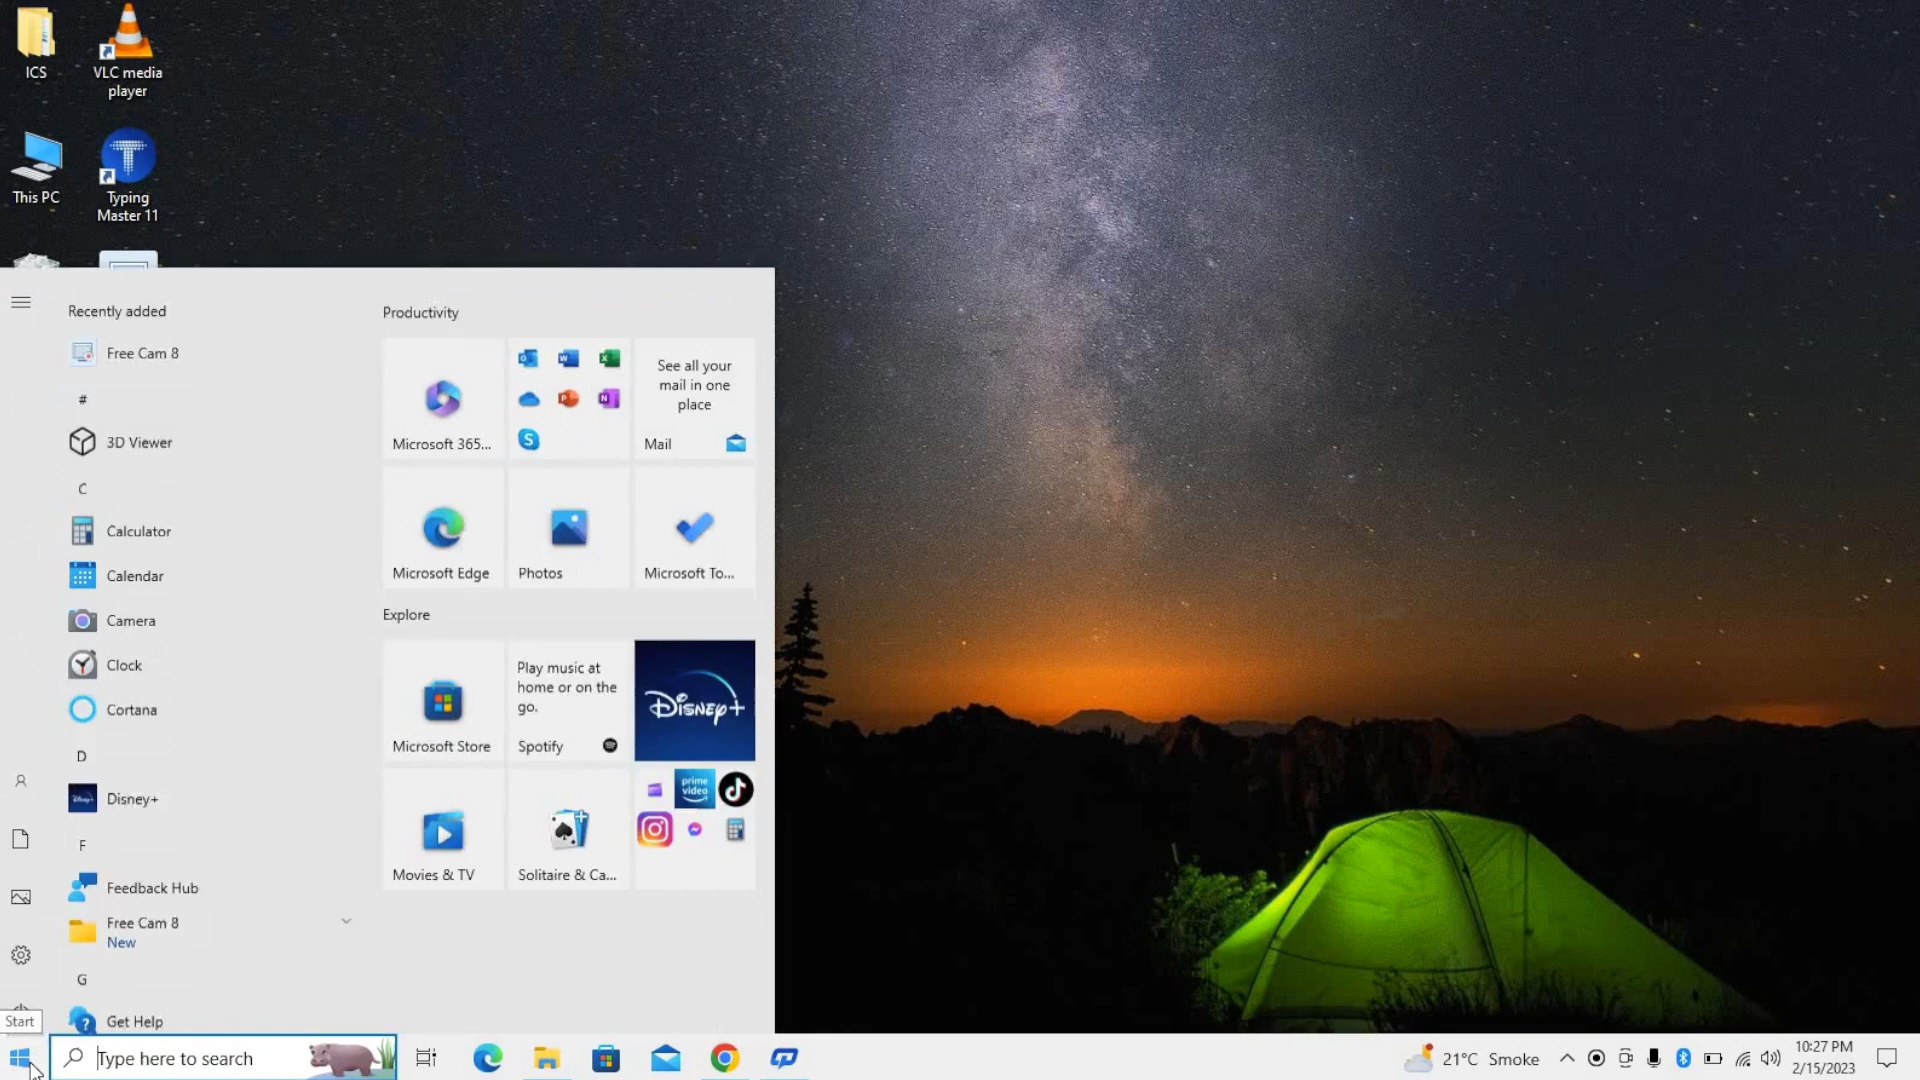 ICS
VLC media
player
This PC
Typing
Master 11
Recently added
Free Cam 8
#
3D Viewer
C
Calculator
Calendar
Camera
Clock
Cortana
D
Disney+
F
Feedback Hub
Free Cam 8
New
G
Get Help
Productivity
Microsoft 365...
See all your
mail in one
place
Mail
Microsoft Edge
Photos
Microsoft To...
Explore
Microsoft Store
Play music at
home or on the
go.
Spotify
Disney+
Movies & TV
Solitaire & Ca...
prime
video
Start
Type here to search
21°C Smoke
10:27 PM
2/15/2023